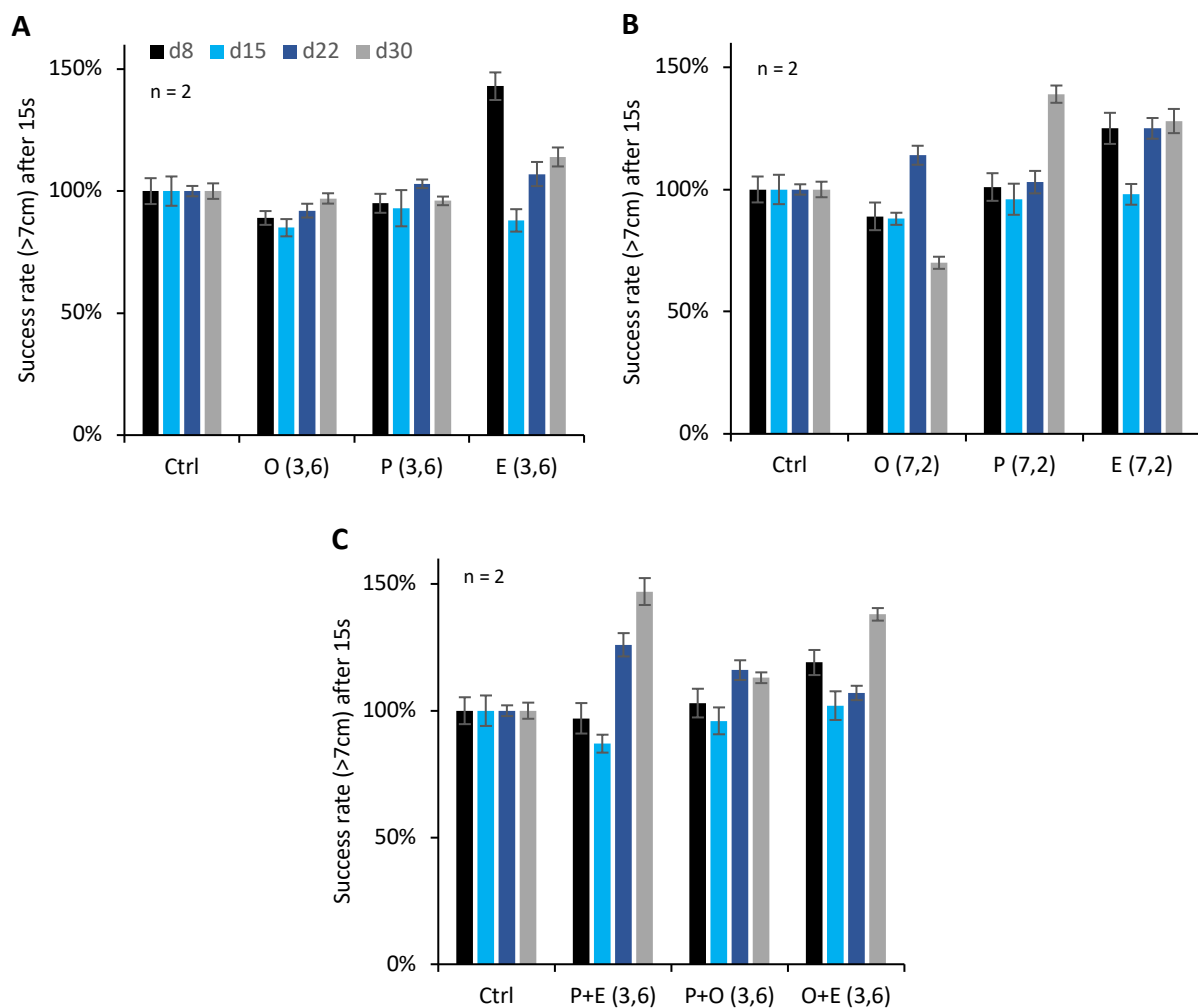 A
d8 d15 d22 d30
150%
n = 2
100%
50%
0%
Success rate (>7cm) after 15s
Ctrl O (3,6) P (3,6) E (3,6)
B
150%
n = 2
100%
50%
0%
Success rate (>7cm) after 15s
Ctrl O (7,2) P (7,2) E (7,2)
C
150%
n = 2
100%
50%
0%
Success rate (>7cm) after 15s
Ctrl P+E (3,6) P+O (3,6) O+E (3,6)